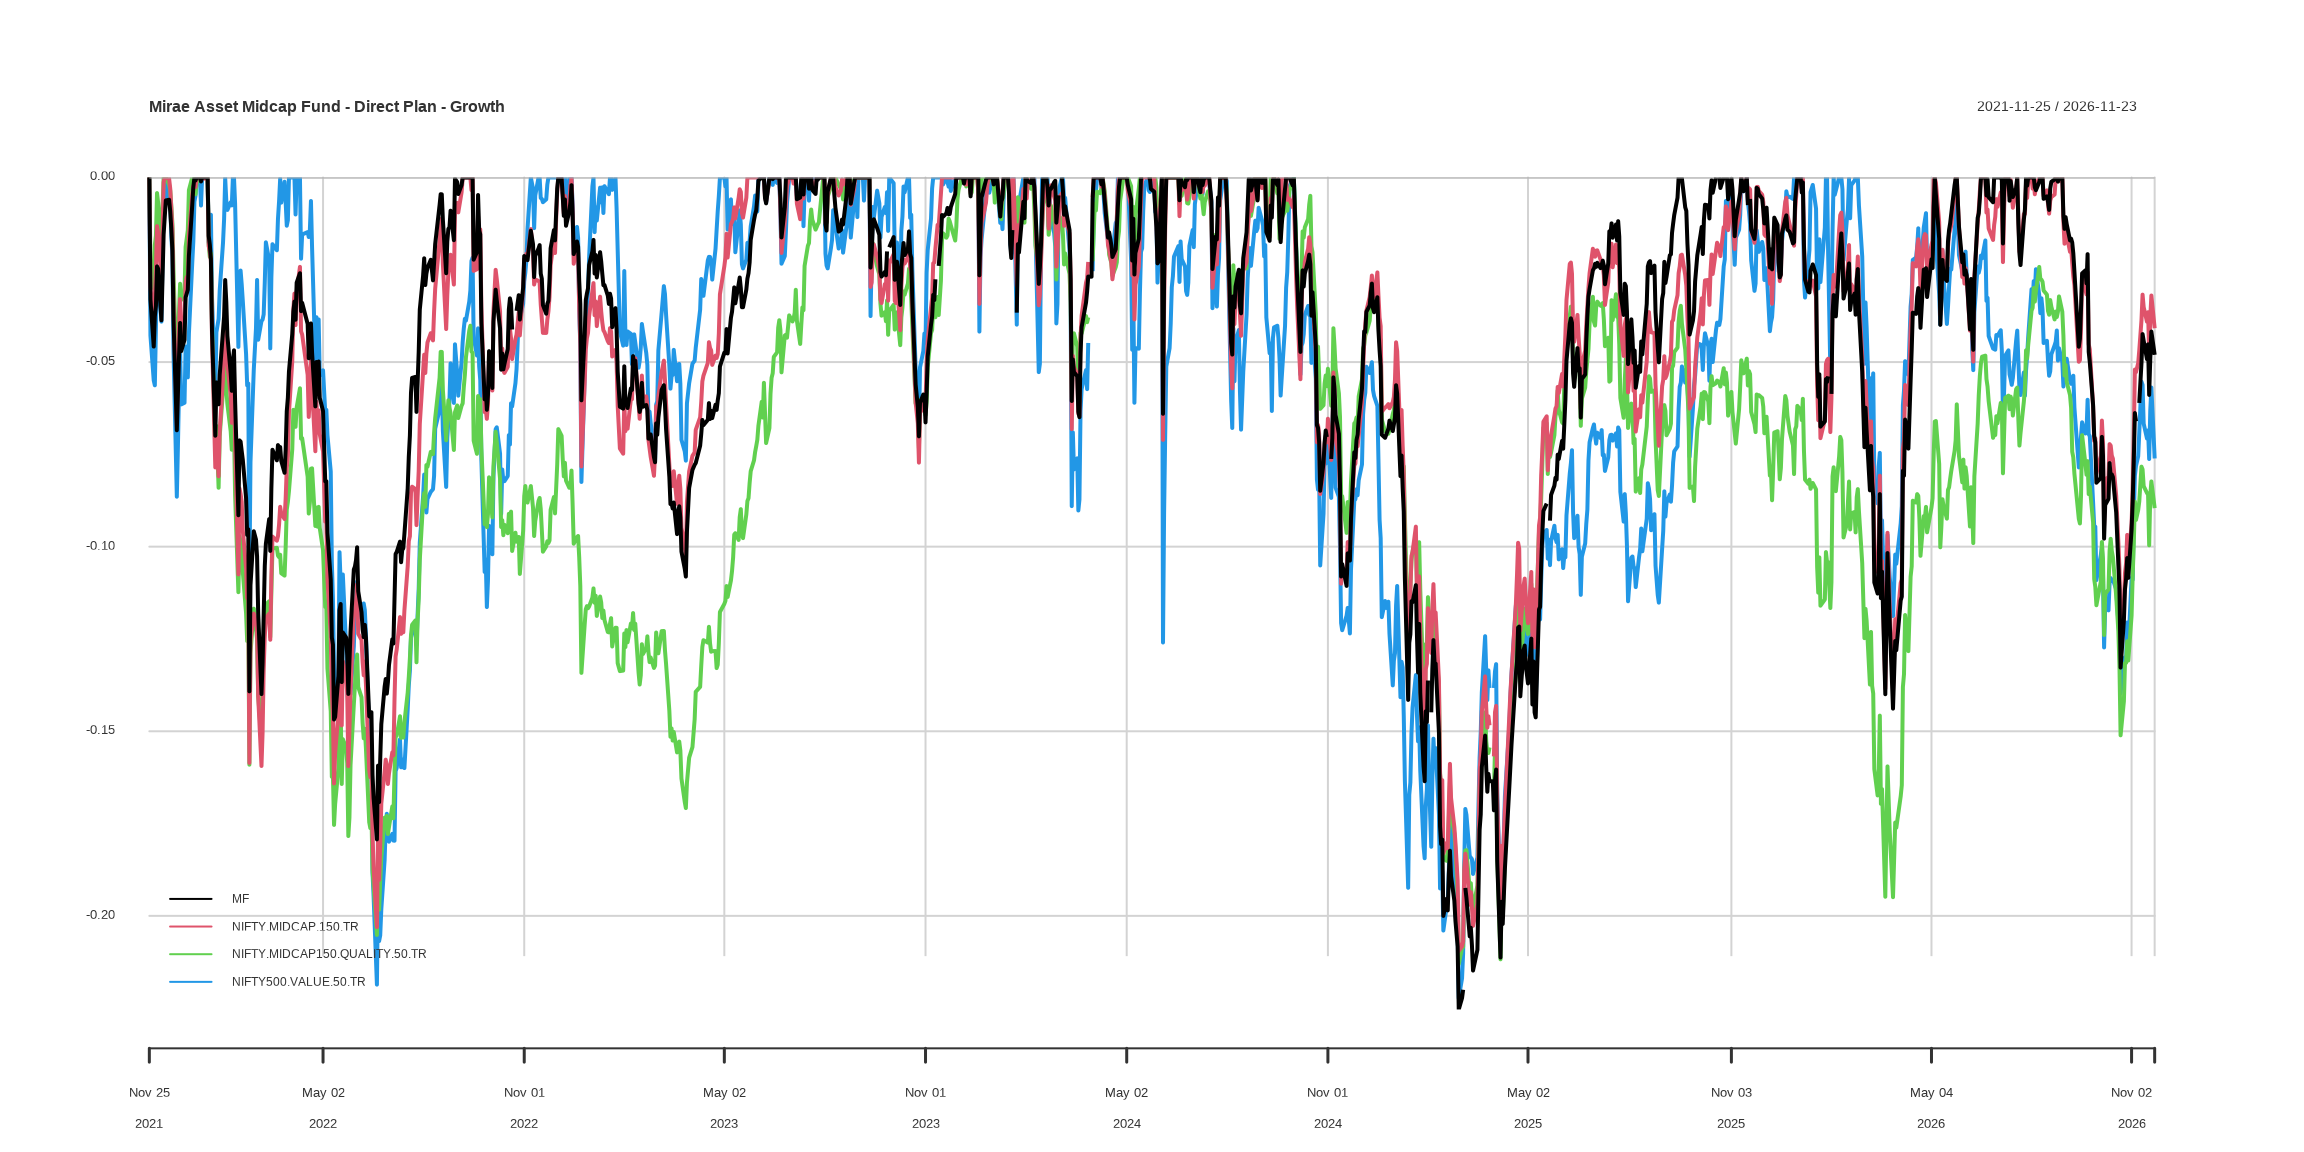 Mirae Asset Midcap Fund - Direct Plan - Growth
2021-11-25 / 2026-11-23
0.00
-0.05
-0.10
-0.15
-0.20
MF
NIFTY.MIDCAP.150.TR
NIFTY.MIDCAP150.QUALITY.50.TR
NIFTY500.VALUE.50.TR
Nov 25 May 02 Nov 01 May 02 Nov 01 May 02 Nov 01 May 02 Nov 03 May 04 Nov 02
2021 2022 2022 2023 2023 2024 2024 2025 2025 2026 2026